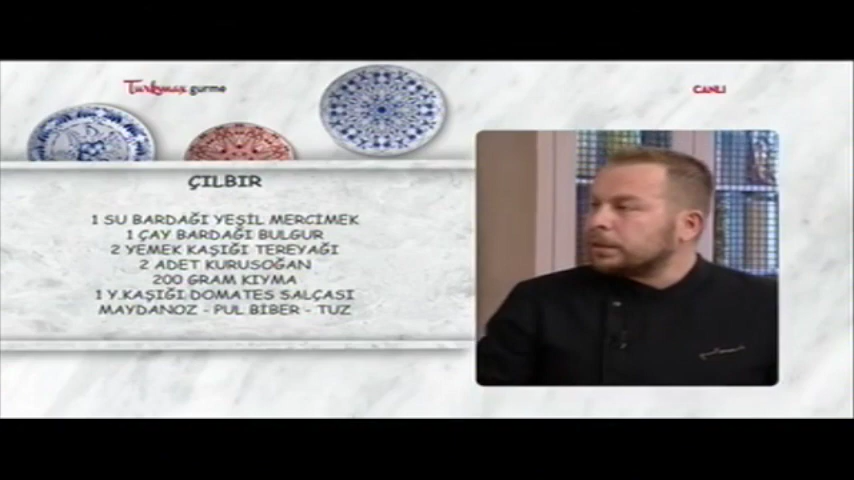 Turkmax gurme
CANLI
ÇILBIR
1 SU BARDAĞI YEŞİL MERCİMEK
1 ÇAY BARDAĞI BULGUR
2 YEMEK KAŞIĞI TEREYAĞI
2 ADET KURUSOĞAN
200 GRAM KIYMA
1 Y.KAŞIĞI DOMATES SALÇASI
MAYDANOZ - PUL BİBER - TUZ